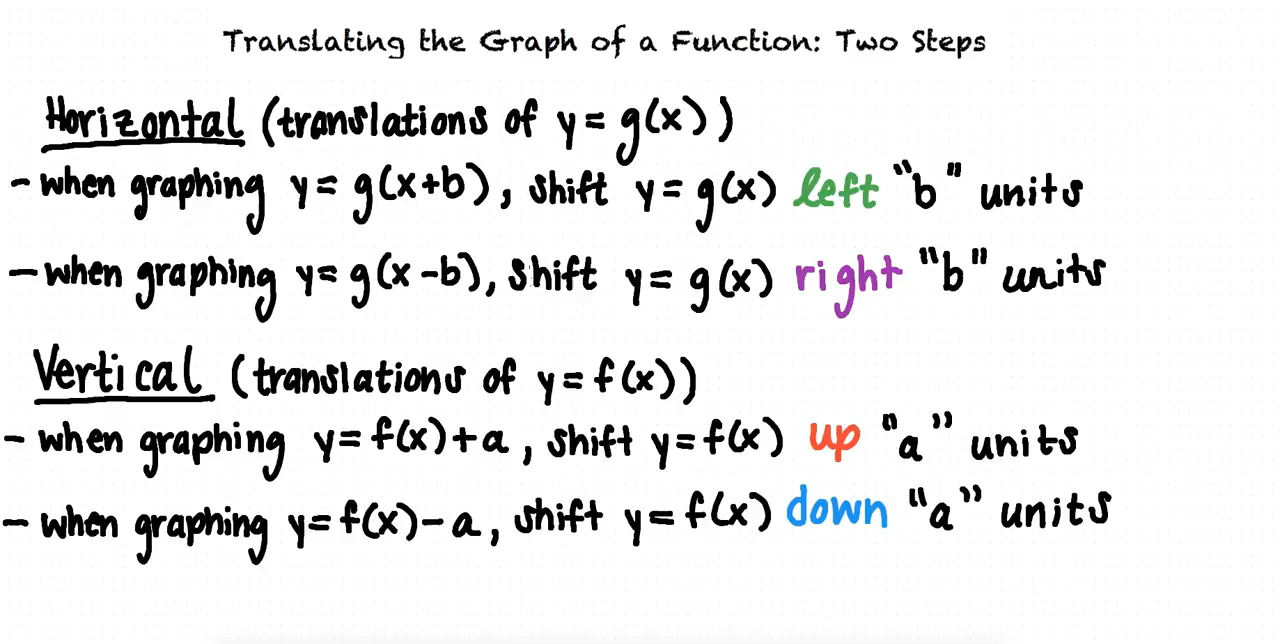 Translating the Graph of a Function: Two Steps
Horizontal (translations of y = g(x))
- when graphing y = g(x+b), shift y = g(x) left "b" units
- when graphing y = g(x-b), shift y = g(x) right "b" units
Vertical (translations of y = f(x))
- when graphing y = f(x)+a, shift y = f(x) up "a" units
- when graphing y = f(x)-a, shift y = f(x) down "a" units